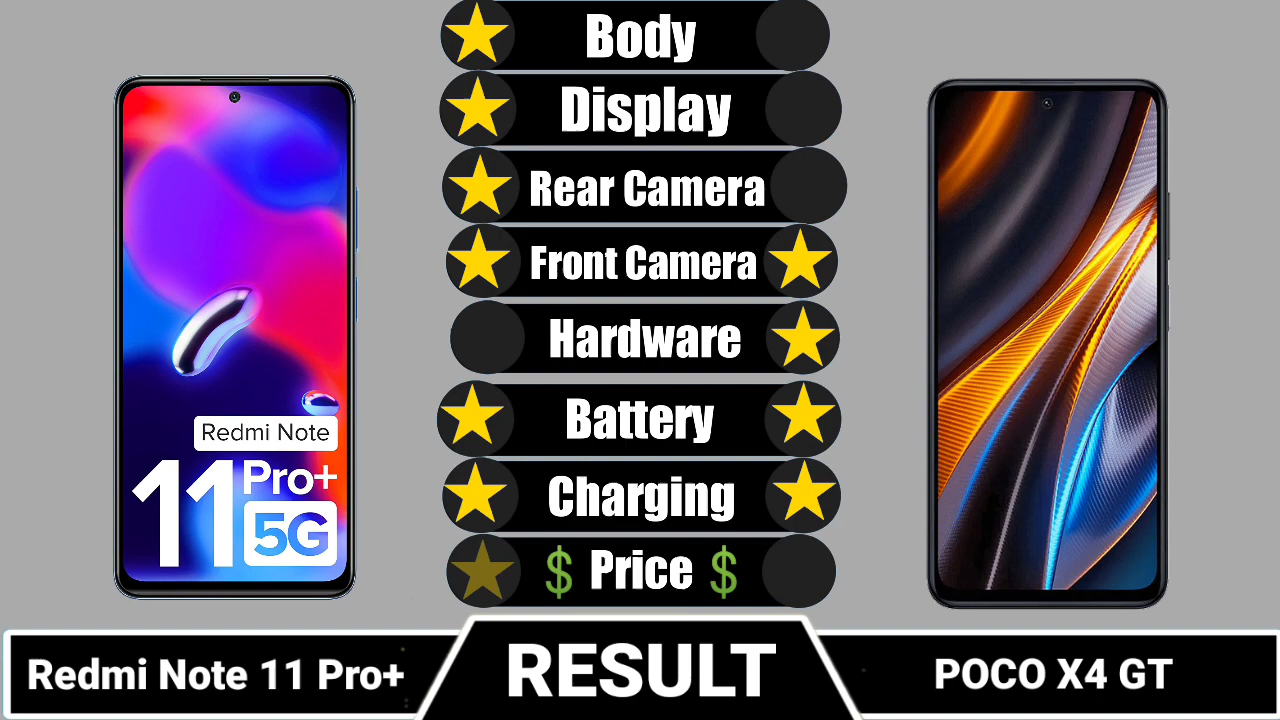 Body
Display
Rear Camera
Front Camera
Hardware
Battery
Charging
$ Price $
Redmi Note
11 Pro+
5G
Redmi Note 11 Pro+
RESULT
POCO X4 GT